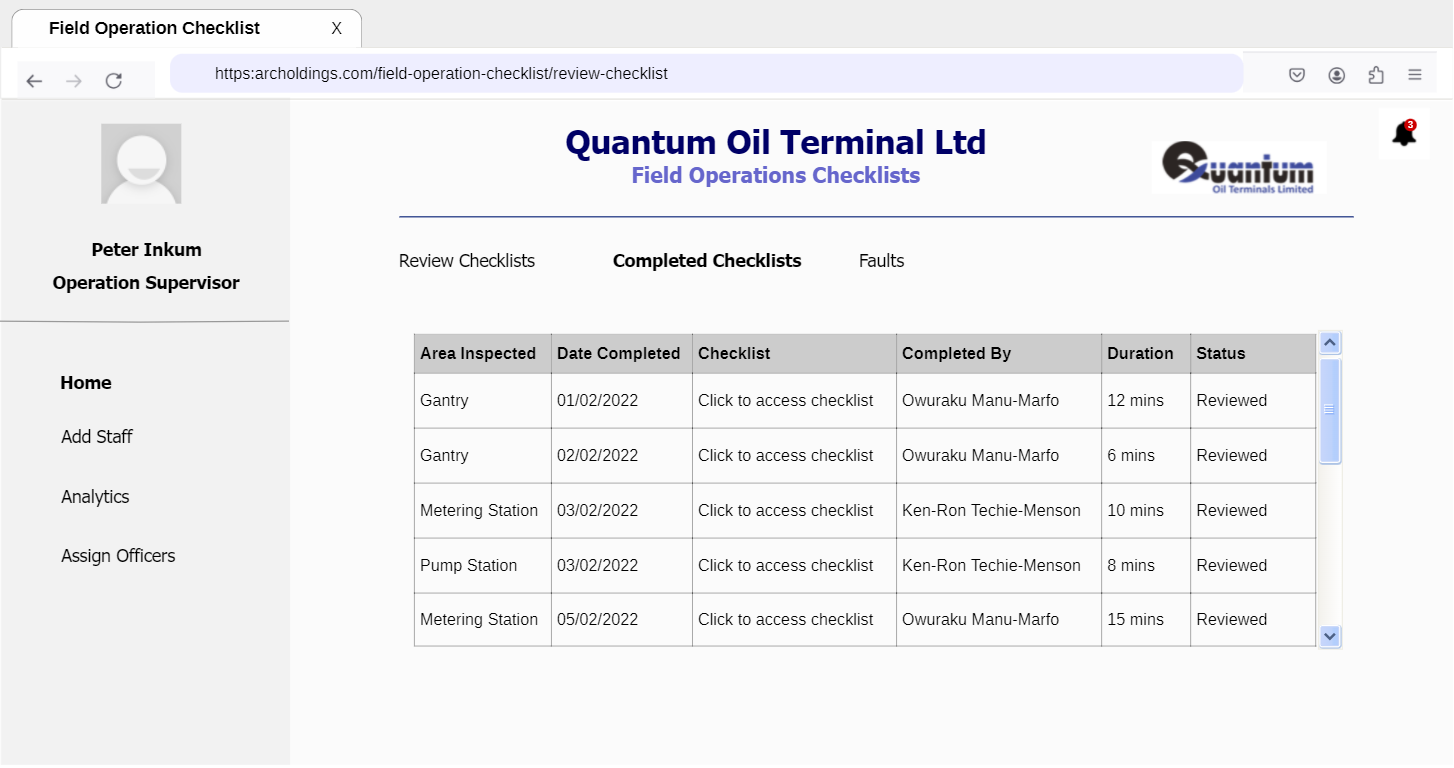 Field Operation Checklist X
https:archoldings.com/field-operation-checklist/review-checklist
Peter Inkum
Operation Supervisor
Home
Add Staff
Analytics
Assign Officers
Quantum Oil Terminal Ltd
Field Operations Checklists
Quantum
Oil Terminals Limited
3
Review Checklists Completed Checklists Faults
Area Inspected Date Completed Checklist Completed By Duration Status
Gantry 01/02/2022 Click to access checklist Owuraku Manu-Marfo 12 mins Reviewed
Gantry 02/02/2022 Click to access checklist Owuraku Manu-Marfo 6 mins Reviewed
Metering Station 03/02/2022 Click to access checklist Ken-Ron Techie-Menson 10 mins Reviewed
Pump Station 03/02/2022 Click to access checklist Ken-Ron Techie-Menson 8 mins Reviewed
Metering Station 05/02/2022 Click to access checklist Owuraku Manu-Marfo 15 mins Reviewed